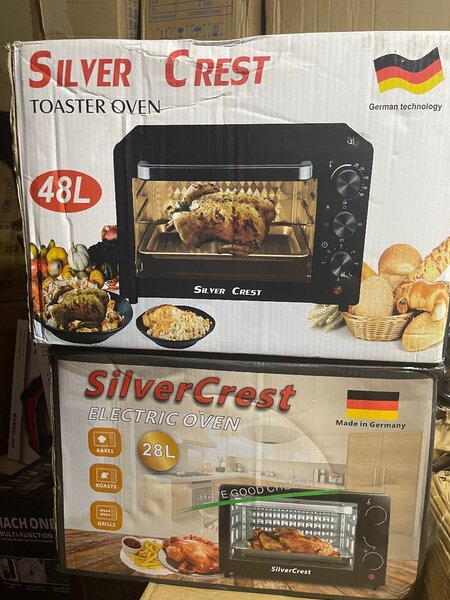 SILVER CREST
TOASTER OVEN
German technology
48L
SILVER CREST
SilverCrest
ELECTRIC OVEN
Made in Germany
BAKES
28L
ROASTS
HAVE GOOD
GRILLS
SilverCrest
MACH ONE
MULTI-FUNCTION